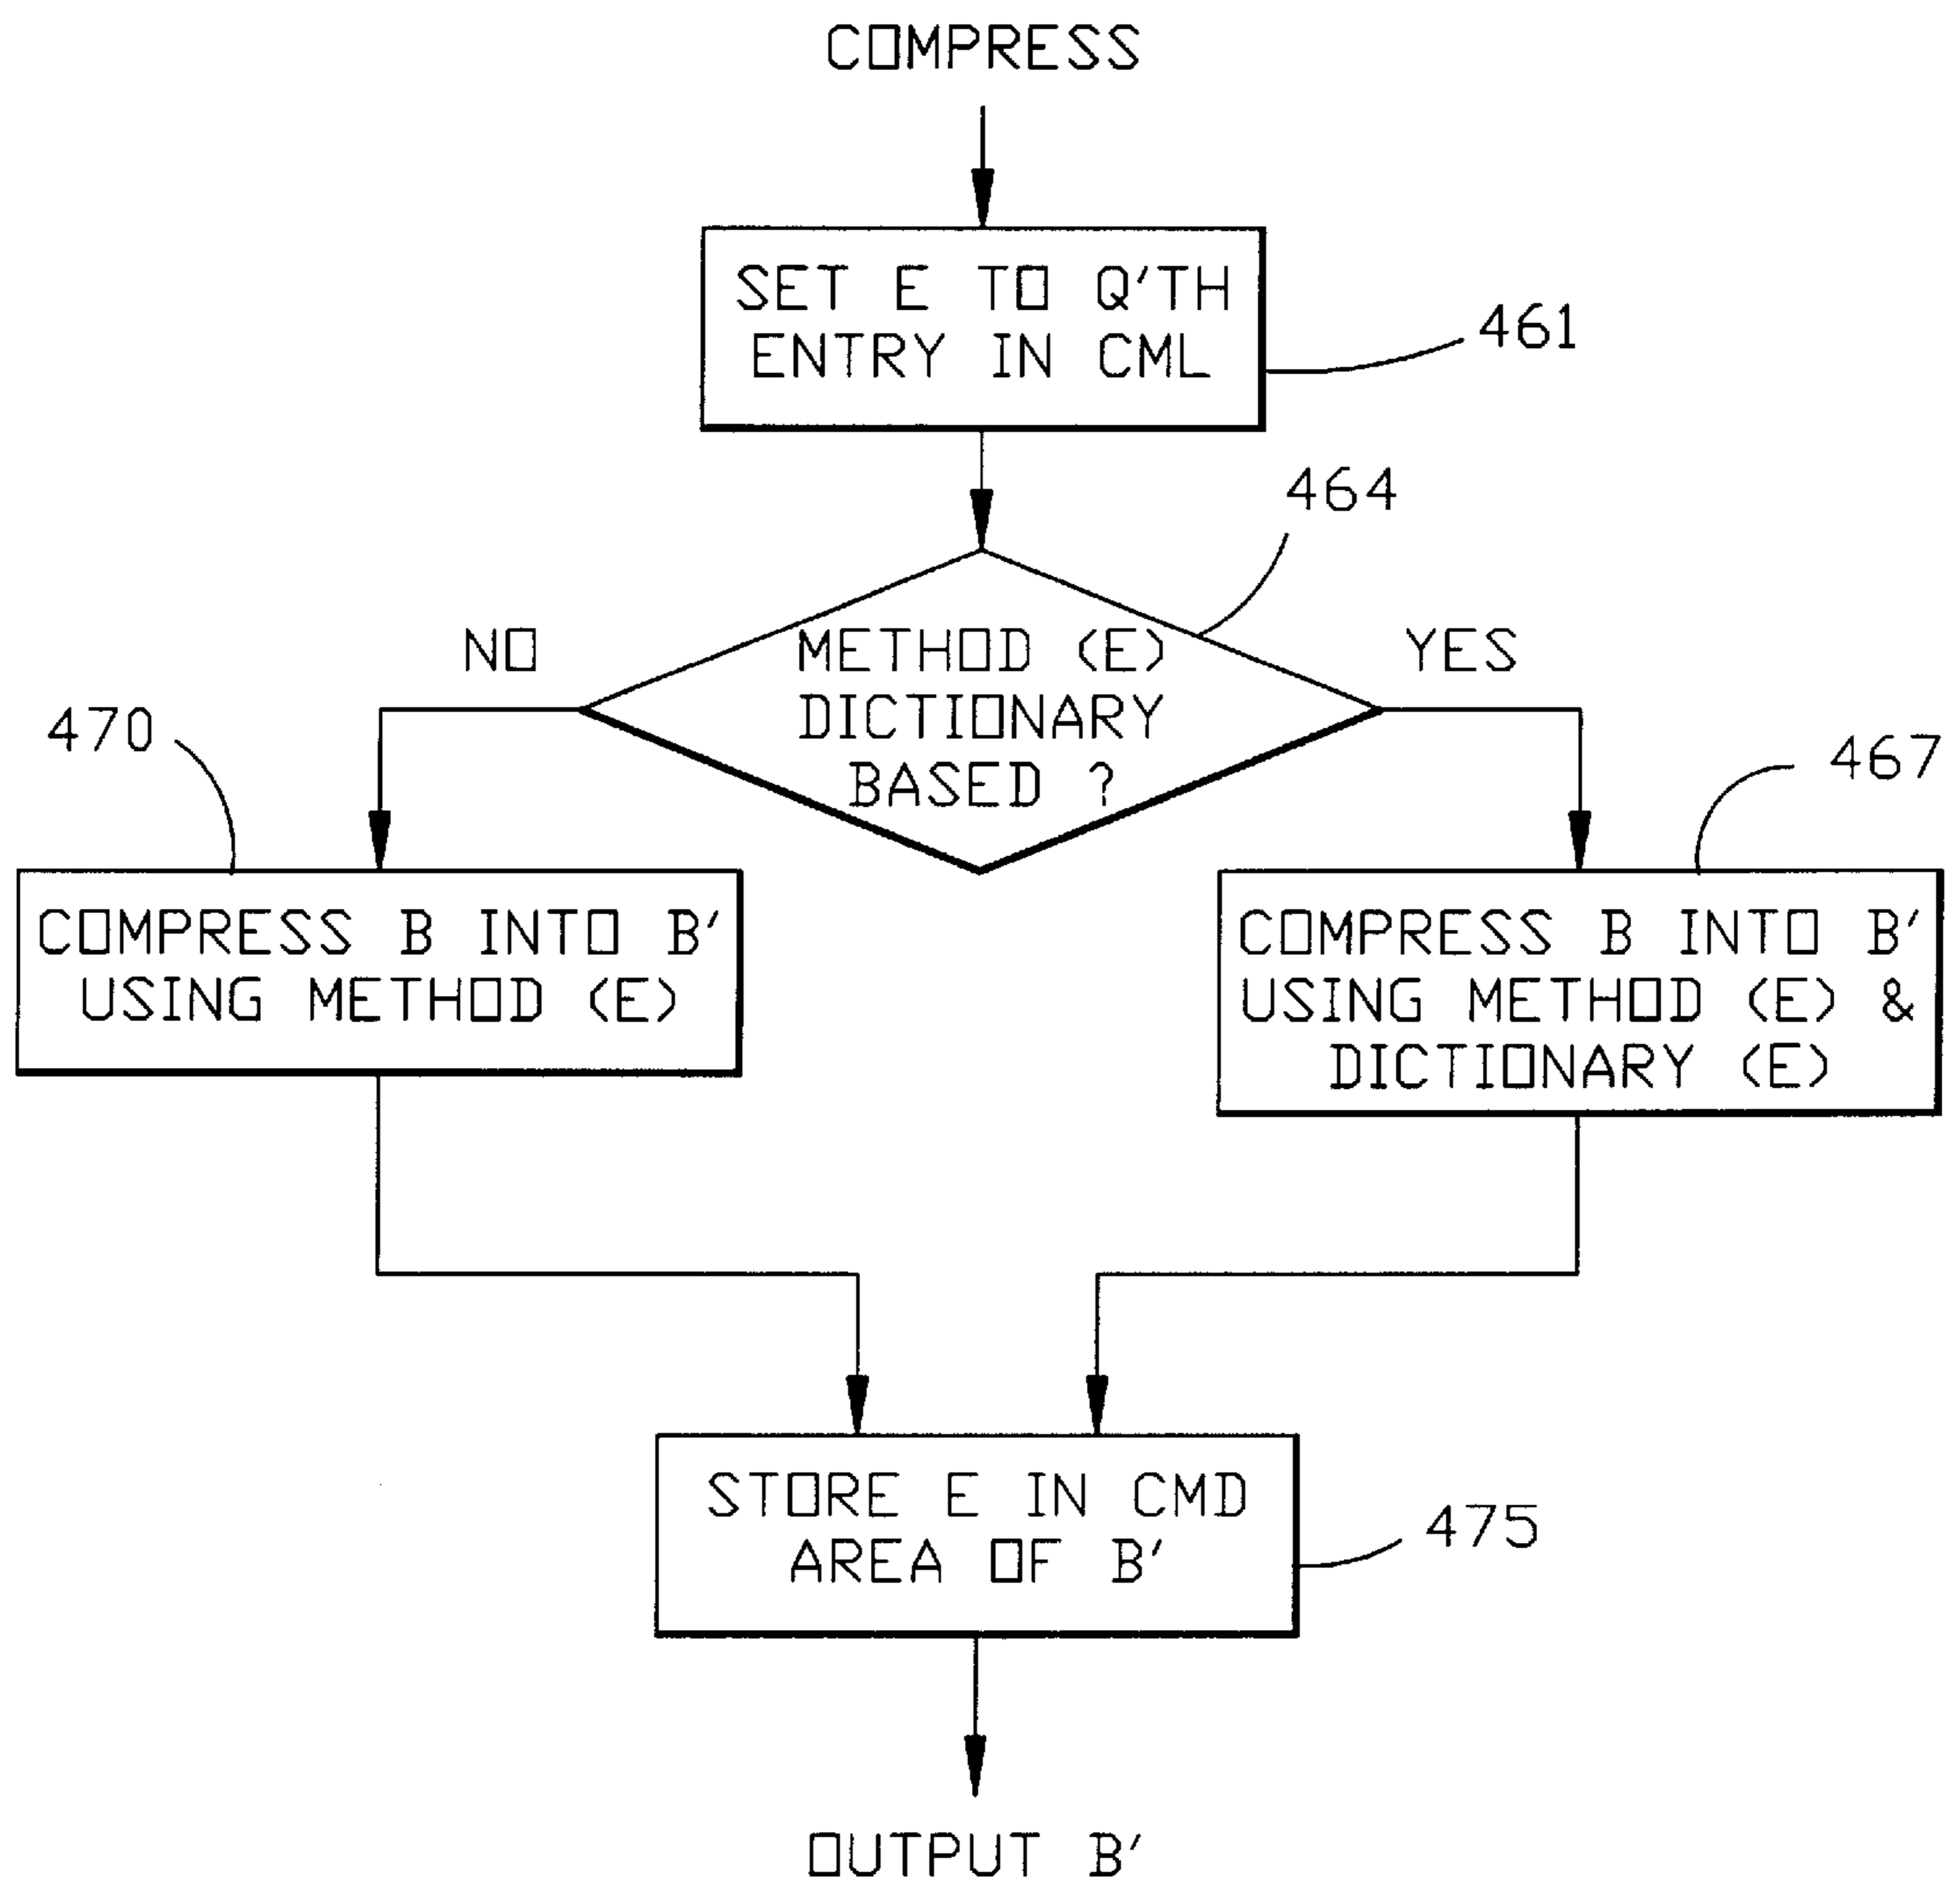 COMPRESS
SET E TO Q'TH
ENTRY IN CML
461
464
NO
METHOD (E)
DICTIONARY
BASED ?
YES
470
467
COMPRESS B INTO B'
USING METHOD (E)
COMPRESS B INTO B'
USING METHOD (E) &
DICTIONARY (E)
STORE E IN CMD
AREA OF B'
475
OUTPUT B'